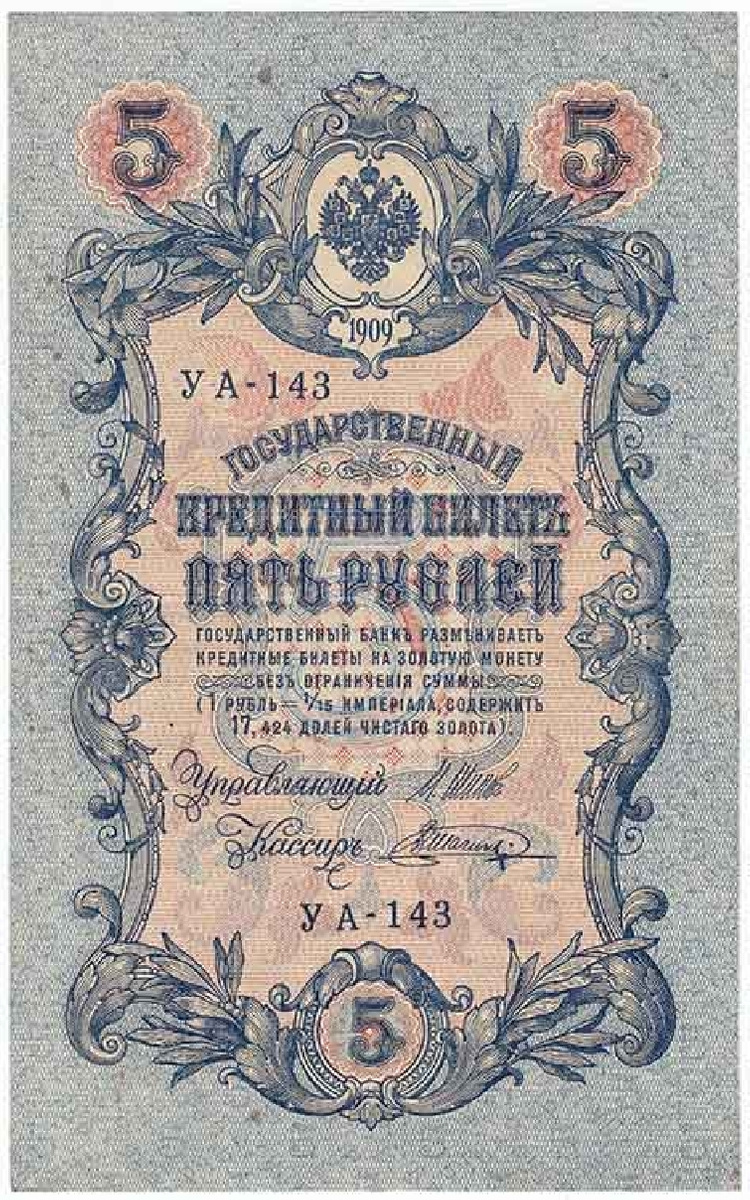 5 5
1909
УА-143
ГОСУДАРСТВЕННЫЙ
КРЕДИТНЫЙ БИЛЕТЪ
ПЯТЬ РУБЛЕЙ
ГОСУДАРСТВЕННЫЙ БАНКЪ РАЗМѢНИВАЕТЪ
КРЕДИТНЫЕ БИЛЕТЫ НА ЗОЛОТУЮ МОНЕТУ
БЕЗЪ ОГРАНИЧЕНІЯ СУММЫ
(1 РУБЛЬ = 1/15 ИМПЕРІАЛА, СОДЕРЖИТЪ
17,424 ДОЛЕЙ ЧИСТАГО ЗОЛОТА).
Управляющій И. Шипов
Кассиръ
УА-143
5